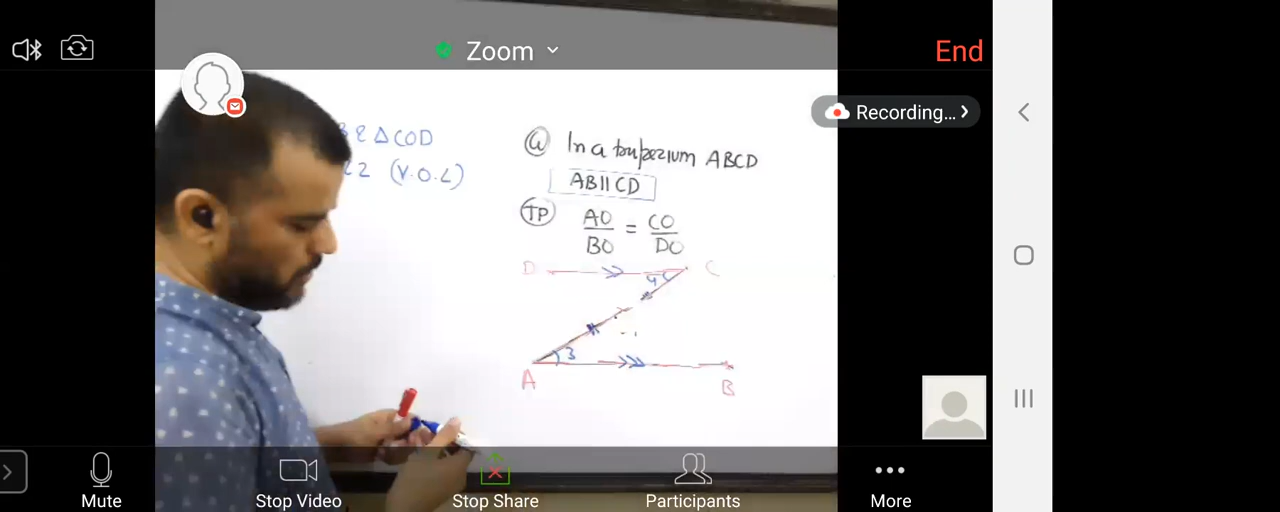 Zoom
End
Recording...
& Δ COD
2 (V.O.L)
Q In a trapezium ABCD
AB||CD
TP AO/BO = CO/DO
D C
4
3
A B
Mute
Stop Video
Stop Share
Participants
More